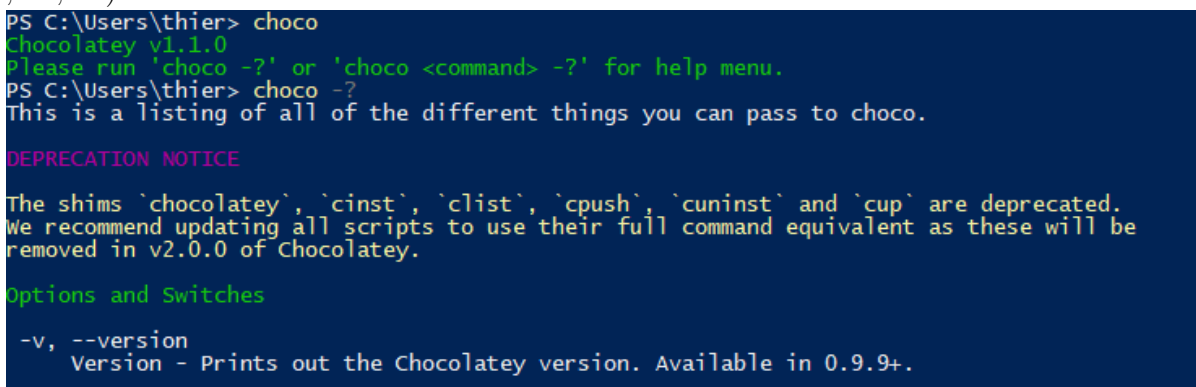 PS C:\Users\thier> choco
Chocolatey v1.1.0
Please run 'choco -?' or 'choco <command> -?' for help menu.
PS C:\Users\thier> choco -?
This is a listing of all of the different things you can pass to choco.
DEPRECATION NOTICE
The shims `chocolatey`, `cinst`, `clist`, `cpush`, `cuninst` and `cup` are deprecated.
We recommend updating all scripts to use their full command equivalent as these will be
removed in v2.0.0 of Chocolatey.
Options and Switches
-v, --version
Version - Prints out the Chocolatey version. Available in 0.9.9+.